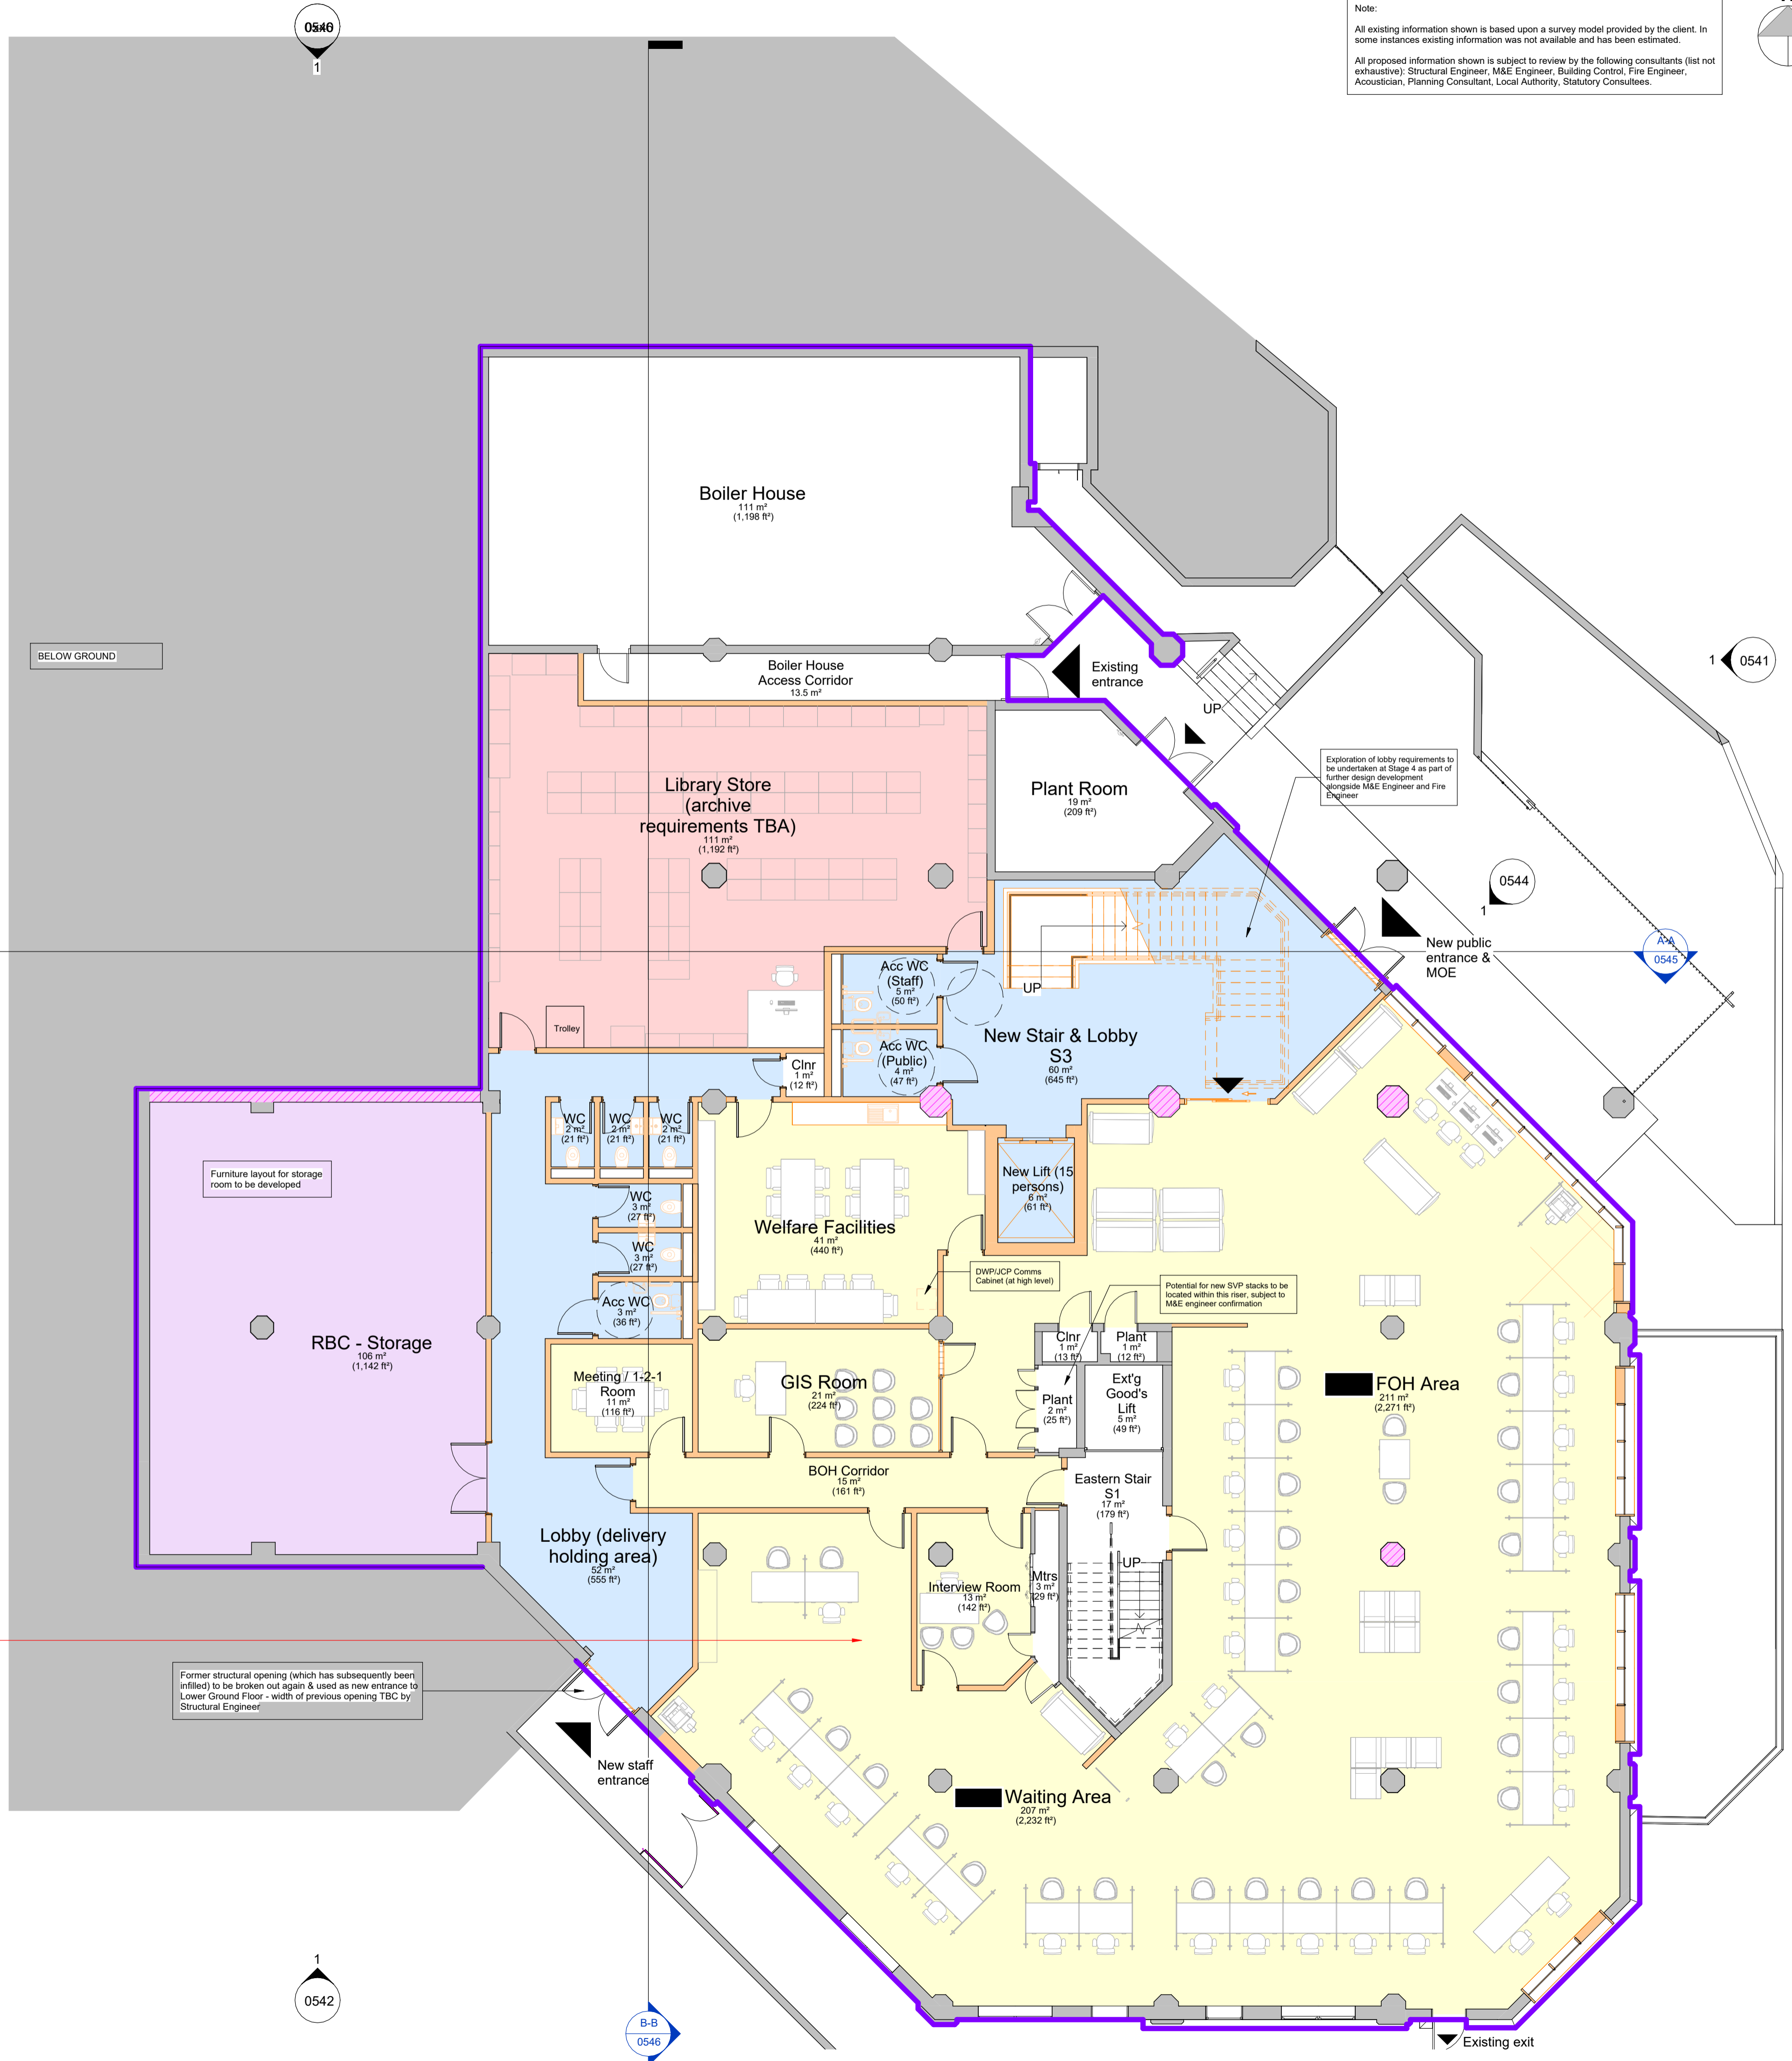 Note:
All existing information shown is based upon a survey model provided by the client. In
some instances existing information was not available and has been estimated.
All proposed information shown is subject to review by the following consultants (list not
exhaustive): Structural Engineer, M&E Engineer, Building Control, Fire Engineer,
Acoustician, Planning Consultant, Local Authority, Statutory Consultees.
1
BELOW GROUND
Boiler House
111 m²
(1,198 ft²)
Boiler House
Access Corridor
13.5 m²
Existing
entrance
UP
1
0541
Library Store
(archive
requirements TBA)
111 m²
(1,192 ft²)
Plant Room
19 m²
(209 ft²)
Exploration of lobby requirements to
be undertaken at Stage 4 as part of
further design development
alongside M&E Engineer and Fire
Engineer
0544
1
New public
entrance &
MOE
A-A
0545
Acc WC
(Staff)
5 m²
(50 ft²)
UP
Trolley
Acc WC
(Public)
4 m²
(47 ft²)
New Stair & Lobby
S3
60 m²
(645 ft²)
Clnr
1 m²
(12 ft²)
WC
2 m²
(21 ft²)
WC
2 m²
(21 ft²)
WC
2 m²
(21 ft²)
Furniture layout for storage
room to be developed
New Lift (15
persons)
6 m²
(61 ft²)
WC
3 m²
(27 ft²)
WC
3 m²
(27 ft²)
Welfare Facilities
41 m²
(440 ft²)
DWP/JCP Comms
Cabinet (at high level)
Potential for new SVP stacks to be
located within this riser, subject to
M&E engineer confirmation
Acc WC
3 m²
(36 ft²)
RBC - Storage
106 m²
(1,142 ft²)
Clnr
1 m²
(13 ft²)
Plant
1 m²
(12 ft²)
Meeting / 1-2-1
Room
11 m²
(116 ft²)
GIS Room
21 m²
(224 ft²)
Plant
2 m²
(25 ft²)
Ext'g
Good's
Lift
5 m²
(49 ft²)
FOH Area
211 m²
(2,271 ft²)
BOH Corridor
15 m²
(161 ft²)
Eastern Stair
S1
17 m²
(179 ft²)
UP
Lobby (delivery
holding area)
52 m²
(555 ft²)
Interview Room
13 m²
(142 ft²)
Mtrs
3 m²
(29 ft²)
Former structural opening (which has subsequently been
infilled) to be broken out again & used as new entrance to
Lower Ground Floor - width of previous opening TBC by
Structural Engineer
New staff
entrance
Waiting Area
207 m²
(2,232 ft²)
1
0542
B-B
0546
Existing exit